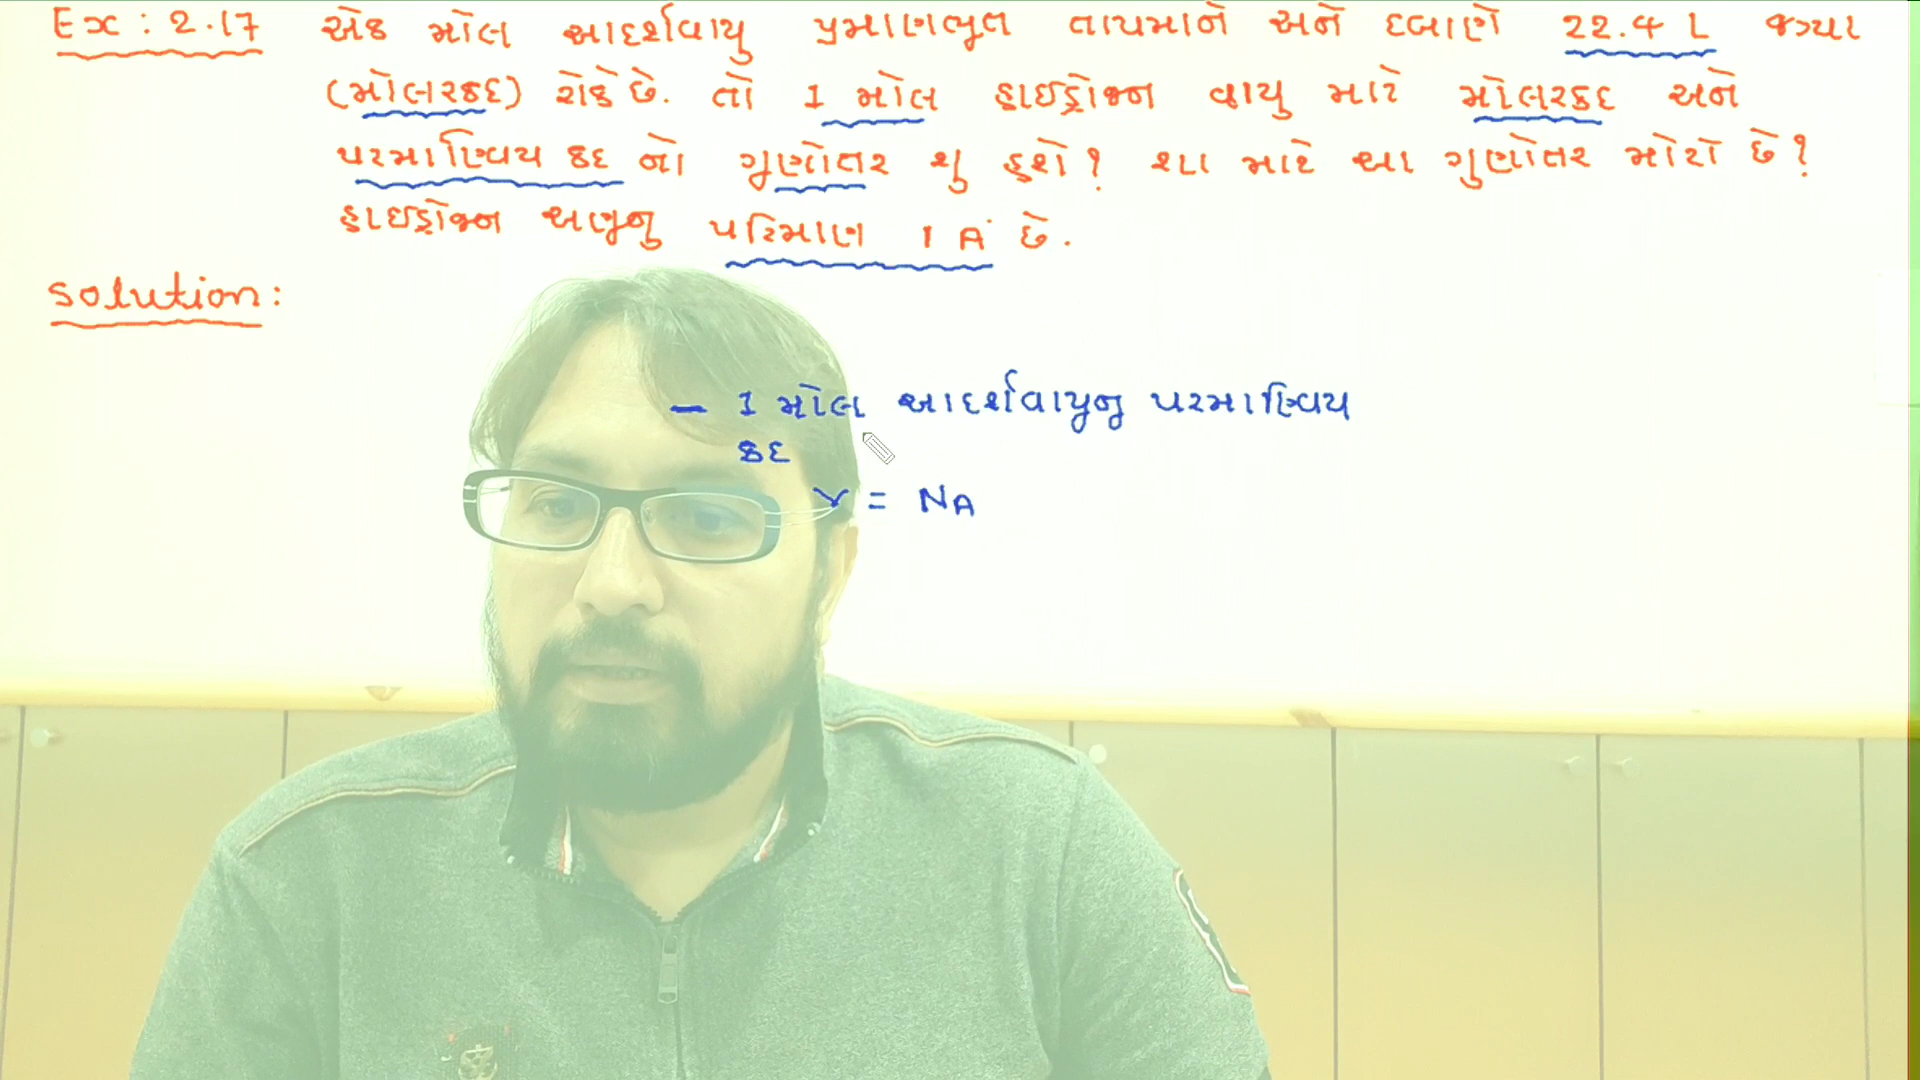 Ex : 2.17 એક મોલ આદર્શવાયુ પ્રમાણભૂત તાપમાને અને દબાણે 22.4 L જગ્યા
(મોલરકદ) રોકે છે. તો 1 મોલ હાઇડ્રોજન વાયુ માટે મોલરકદ અને
પરમાણ્વિય કદ નો ગુણોતર શુ હશે? શા માટે આ ગુણોતર મોટો છે?
હાઇડ્રોજન અણુનુ પરિમાણ 1 A° છે.
solution:
– 1 મોલ આદર્શવાયુનુ પરમાણ્વિય
કદ
V = NA